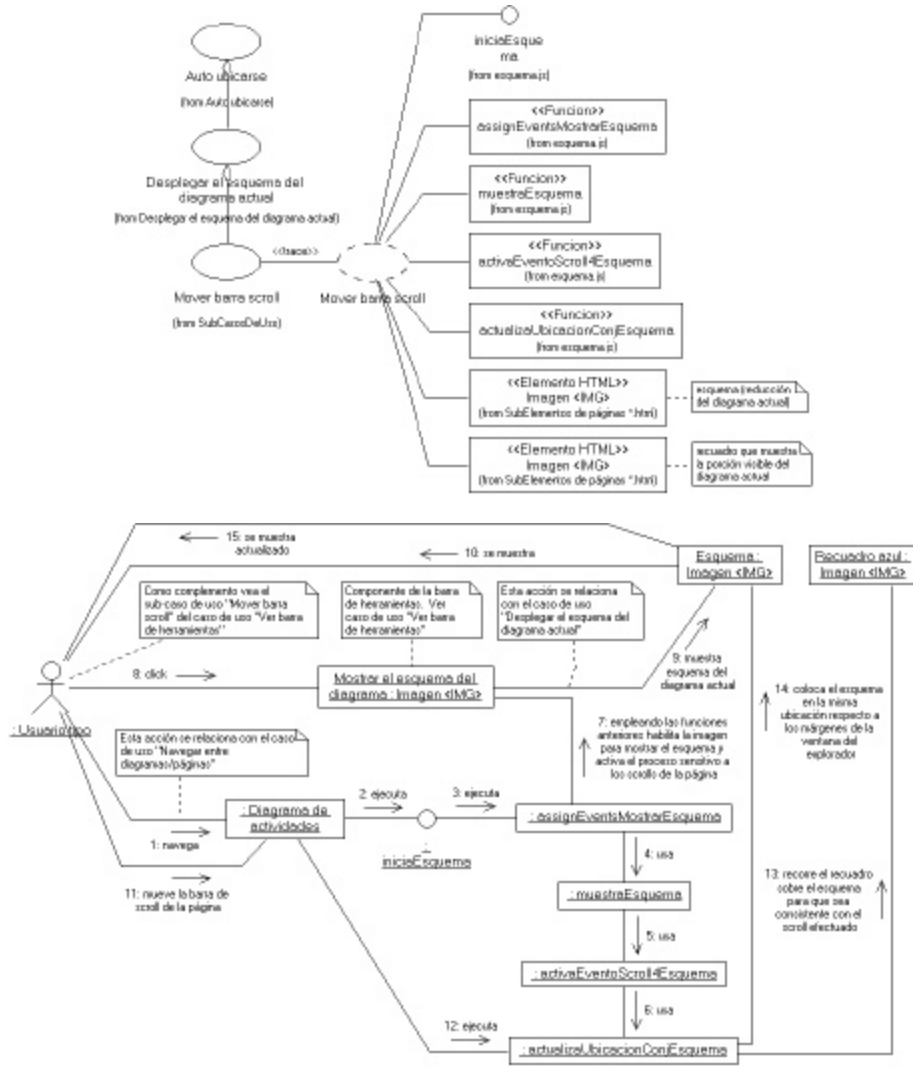 Auto ubicarse
(from Auto ubicarse)
Desplegar el esquema del
diagrama actual
(from Desplegar el esquema del diagrama actual)
Mover barra scroll
(from SubCasosDeUso)
<<trace>>
Mover barra scroll
iniciaEsque
ma
(from esquema.js)
<<Funcion>>
assignEventsMostrarEsquema
(from esquema.js)
<<Funcion>>
muestraEsquema
(from esquema.js)
<<Funcion>>
activaEventoScroll4Esquema
(from esquema.js)
<<Funcion>>
actualizaUbicacionConjEsquema
(from esquema.js)
<<Elemento HTML>>
Imagen <IMG>
(from SubElementos de páginas *.html)
esquema (reducción
del diagrama actual)
<<Elemento HTML>>
Imagen <IMG>
(from SubElementos de páginas *.html)
recuadro que muestra
la porción visible del
diagrama actual
15: se muestra
actualizado
10: se muestra
Esquema :
Imagen <IMG>
Recuadro azul :
Imagen <IMG>
Como complemento vea el
sub-caso de uso "Mover barra
scroll" del caso de uso "Ver barra
de herramientas"
Componente de la barra
de herramientas. Ver
caso de uso "Ver barra
de herramientas"
Esta acción se relaciona
con el caso de uso
"Desplegar el esquema del
diagrama actual"
8: click
Mostrar el esquema del
diagrama : Imagen <IMG>
9: muestra
esquema del
diagrama actual
: Usuario tipo
Esta acción se relaciona con el caso
de uso "Navegar entre
diagramas/páginas"
7: empleando las funciones
anteriores habilita la imagen
para mostrar el esquema y
activa el proceso sensitivo a
los scrolls de la página
14: coloca el esquema
en la misma
ubicación respecto a
los márgenes de la
ventana del
explorador
1: navega
: Diagrama de
actividades
2: ejecuta
:
iniciaEsquema
3: ejecuta
: assignEventsMostrarEsquema
11: mueve la barra de
scroll de la página
4: usa
: muestraEsquema
13: recorre el recuadro
sobre el esquema
para que sea
consistente con el
scroll efectuado
5: usa
: activaEventoScroll4Esquema
6: usa
12: ejecuta
: actualizaUbicacionConjEsquema